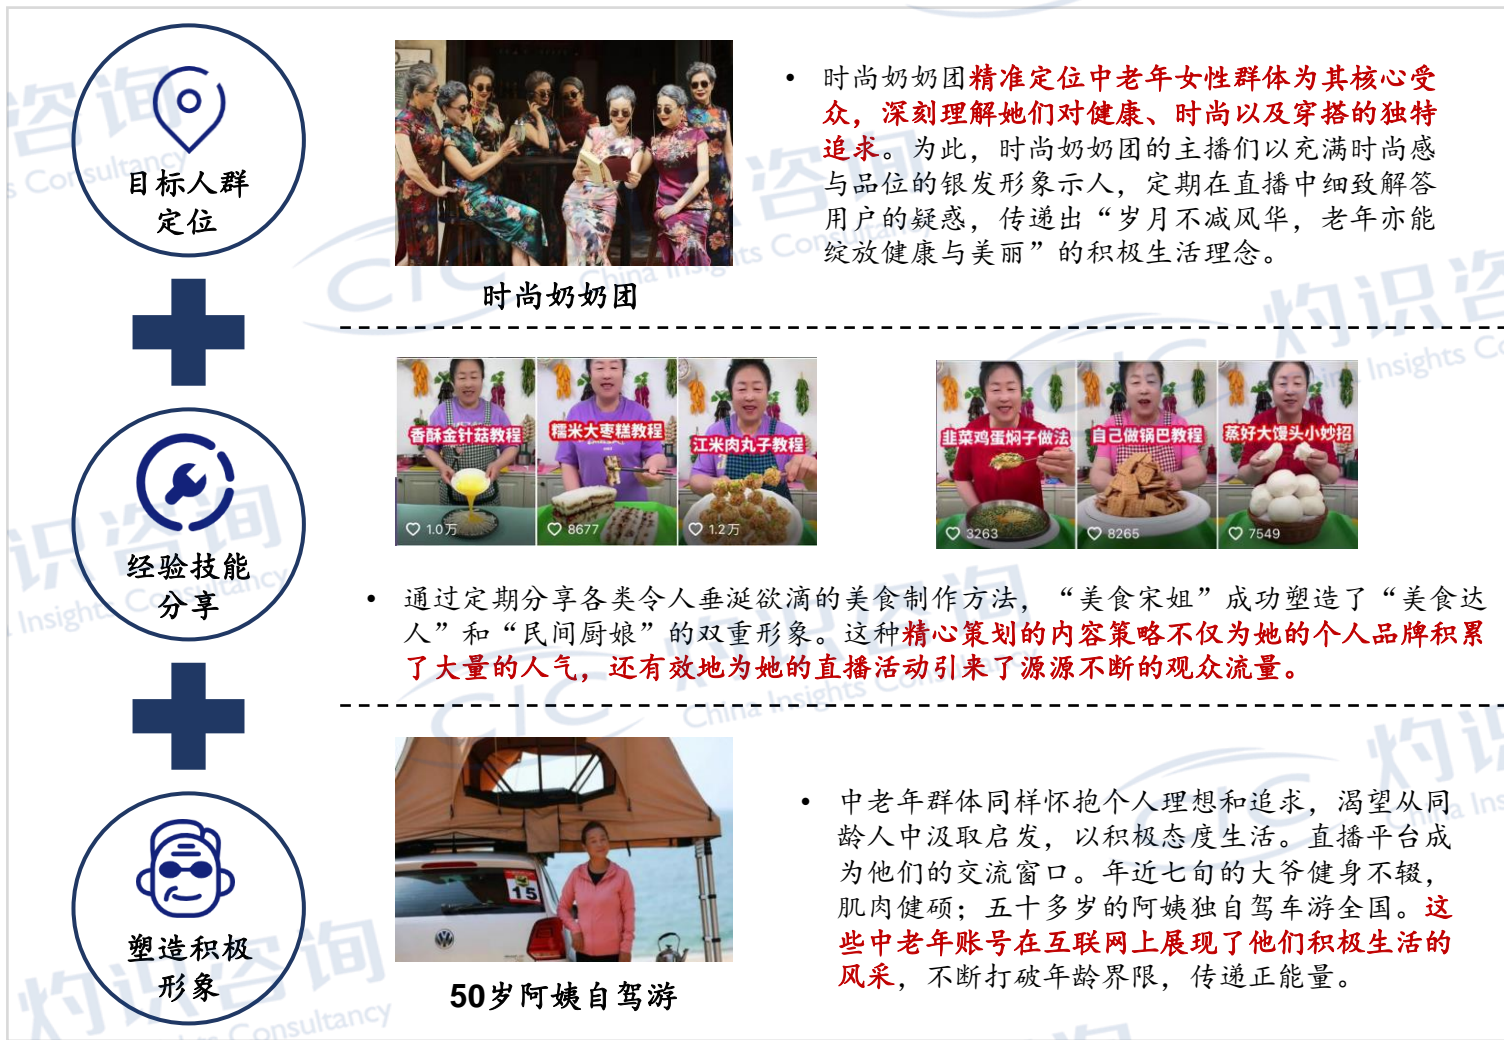 目标人群
定位
时尚奶奶团
• 时尚奶奶团精准定位中老年女性群体为其核心受
众，深刻理解她们对健康、时尚以及穿搭的独特
追求。为此，时尚奶奶团的主播们以充满时尚感
与品位的银发形象示人，定期在直播中细致解答
用户的疑惑，传递出“岁月不减风华，老年亦能
绽放健康与美丽”的积极生活理念。
经验技能
分享
香酥金针菇教程
1.0万
糯米大枣糕教程
8677
江米肉丸子教程
1.2万
韭菜鸡蛋焖子做法
3263
自己做锅巴教程
8265
蒸好大馒头小妙招
7549
• 通过定期分享各类令人垂涎欲滴的美食制作方法，“美食宋姐”成功塑造了“美食达
人”和“民间厨娘”的双重形象。这种精心策划的内容策略不仅为她的个人品牌积累
了大量的人气，还有效地为她的直播活动引来了源源不断的观众流量。
塑造积极
形象
15
50岁阿姨自驾游
• 中老年群体同样怀抱个人理想和追求，渴望从同
龄人中汲取启发，以积极态度生活。直播平台成
为他们的交流窗口。年近七旬的大爷健身不辍，
肌肉健硕；五十多岁的阿姨独自驾车游全国。这
些中老年账号在互联网上展现了他们积极生活的
风采，不断打破年龄界限，传递正能量。
CIC 灼识咨询
China Insights Consultancy